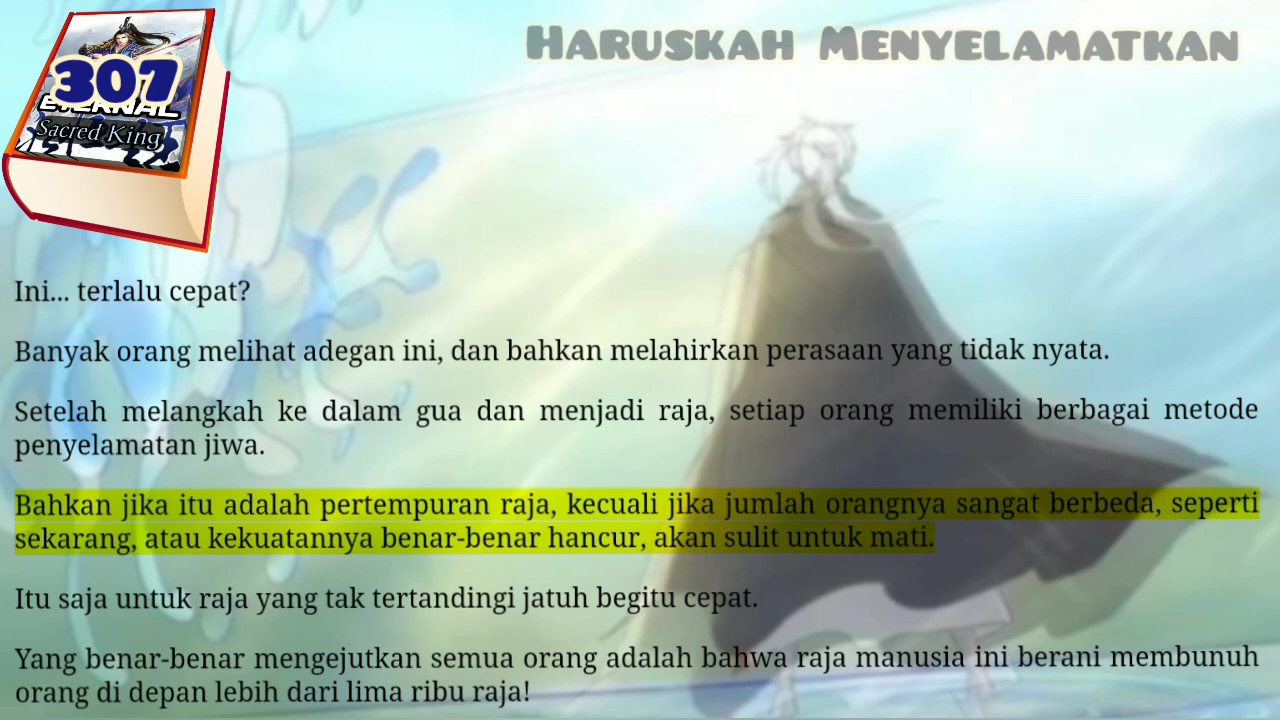 307
ETERNAL
Sacred King
Haruskah Menyelamatkan
Ini... terlalu cepat?
Banyak orang melihat adegan ini, dan bahkan melahirkan perasaan yang tidak nyata.
Setelah melangkah ke dalam gua dan menjadi raja, setiap orang memiliki berbagai metode
penyelamatan jiwa.
Bahkan jika itu adalah pertempuran raja, kecuali jika jumlah orangnya sangat berbeda, seperti
sekarang, atau kekuatannya benar-benar hancur, akan sulit untuk mati.
Itu saja untuk raja yang tak tertandingi jatuh begitu cepat.
Yang benar-benar mengejutkan semua orang adalah bahwa raja manusia ini berani membunuh
orang di depan lebih dari lima ribu raja!